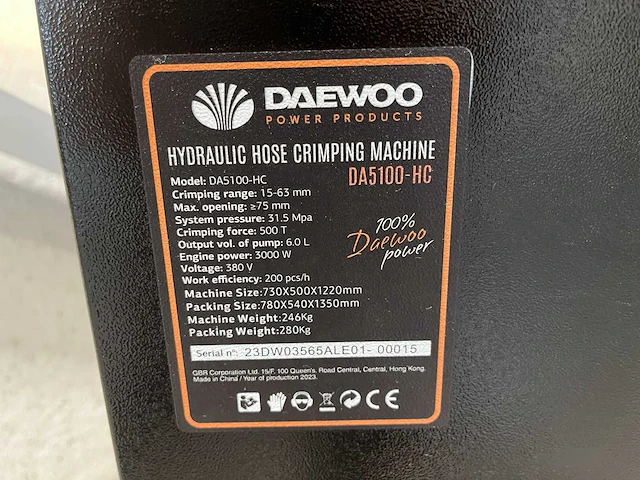 DAEWOO
POWER PRODUCTS
HYDRAULIC HOSE CRIMPING MACHINE
DA5100-HC
Model: DA5100-HC
Crimping range: 15-63 mm
Max. opening: ≥75 mm
System pressure: 31.5 Mpa
Crimping force: 500 T
Output vol. of pump: 6.0 L
Engine power: 3000 W
Voltage: 380 V
Work efficiency: 200 pcs/h
Machine Size:730X500X1220mm
Packing Size:780X540X1350mm
Machine Weight:246Kg
Packing Weight:280Kg
100%
Daewoo
power
Serial nº: 23DW03565ALE01- 00015
GBR Corporation Ltd. 15/F. 100 Queen's. Road Central, Central, Hong Kong.
Made in China / Year of production 2023.
CE